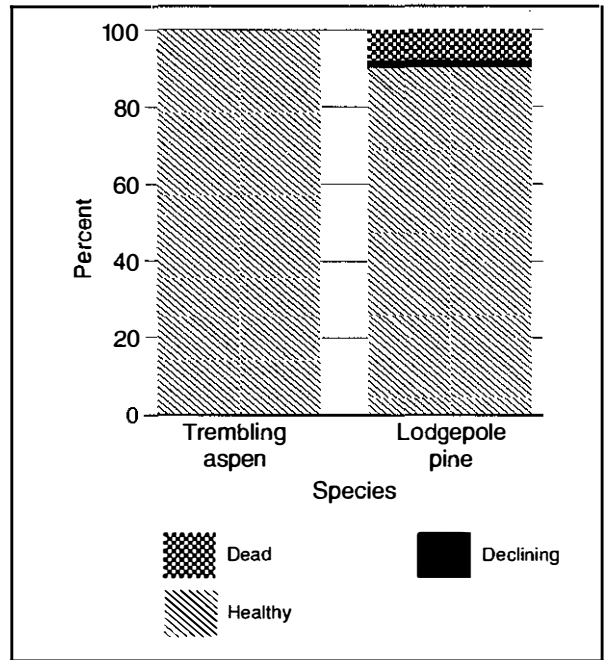 100
80
60
40
20
0
Percent
Trembling
aspen
Lodgepole
pine
Species
Dead
Declining
Healthy